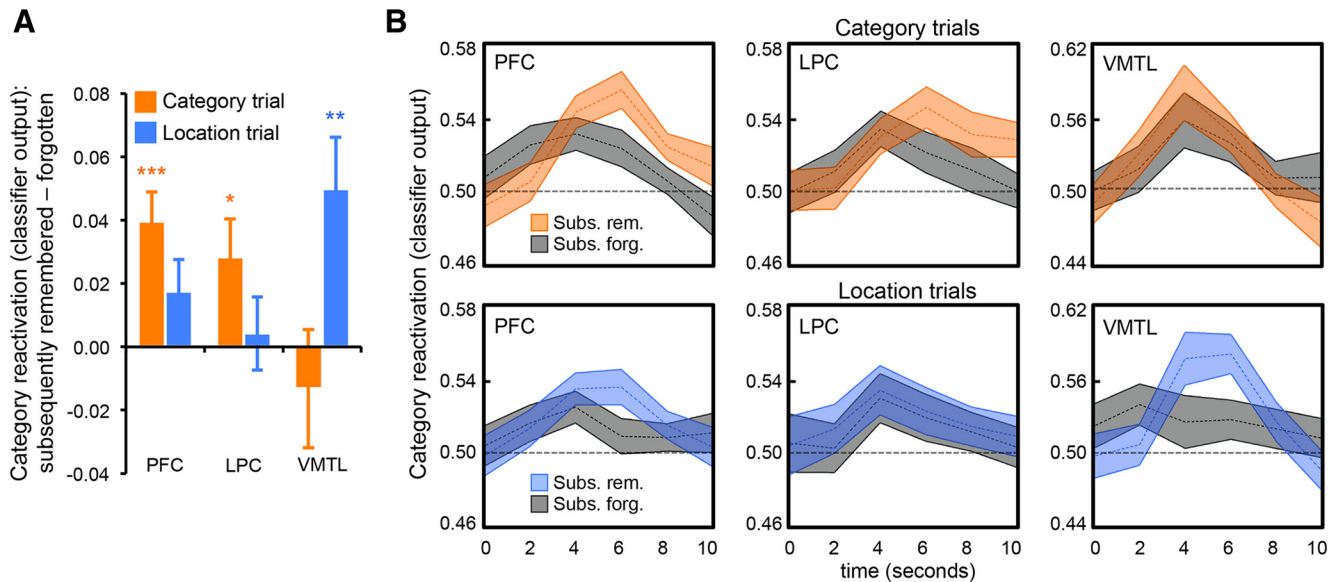 A
Category reactivation (classifier output):
subsequently remembered – forgotten
0.08
0.06
0.04
0.02
0.00
-0.02
-0.04
Category trial
Location trial
***
*
**
PFC
LPC
VMTL
B
Category reactivation (classifier output)
Category trials
0.58
0.54
0.50
0.46
PFC
Subs. rem.
Subs. forg.
0.58
0.54
0.50
0.46
LPC
0.62
0.56
0.50
0.44
VMTL
Location trials
0.58
0.54
0.50
0.46
PFC
Subs. rem.
Subs. forg.
0 2 4 6 8 10
0.58
0.54
0.50
0.46
LPC
0 2 4 6 8 10
0.62
0.56
0.50
0.44
VMTL
0 2 4 6 8 10
time (seconds)